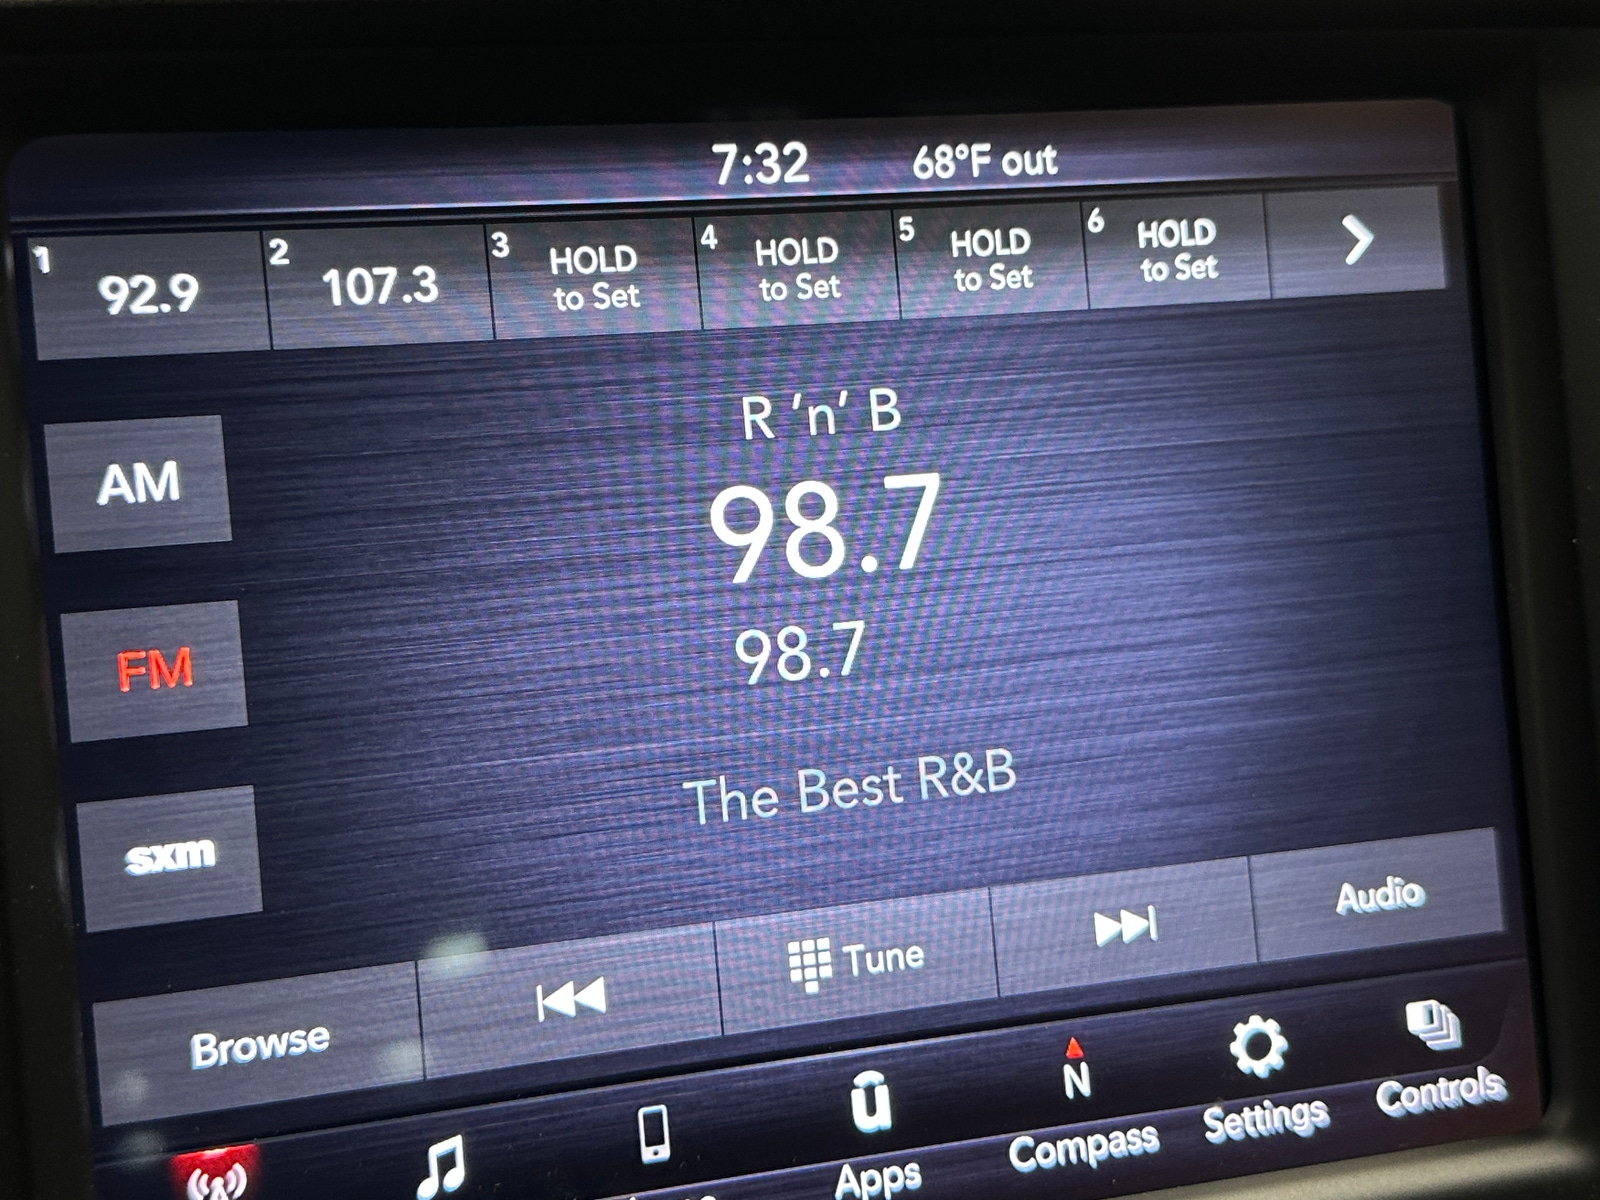 7:32 68°F out
1 92.9
2 107.3
3 HOLD
to Set
4 HOLD
to Set
5 HOLD
to Set
6 HOLD
to Set
R 'n' B
AM
98.7
FM
98.7
The Best R&B
sxm
Browse
Tune
Audio
N
Apps
Compass
Settings
Controls